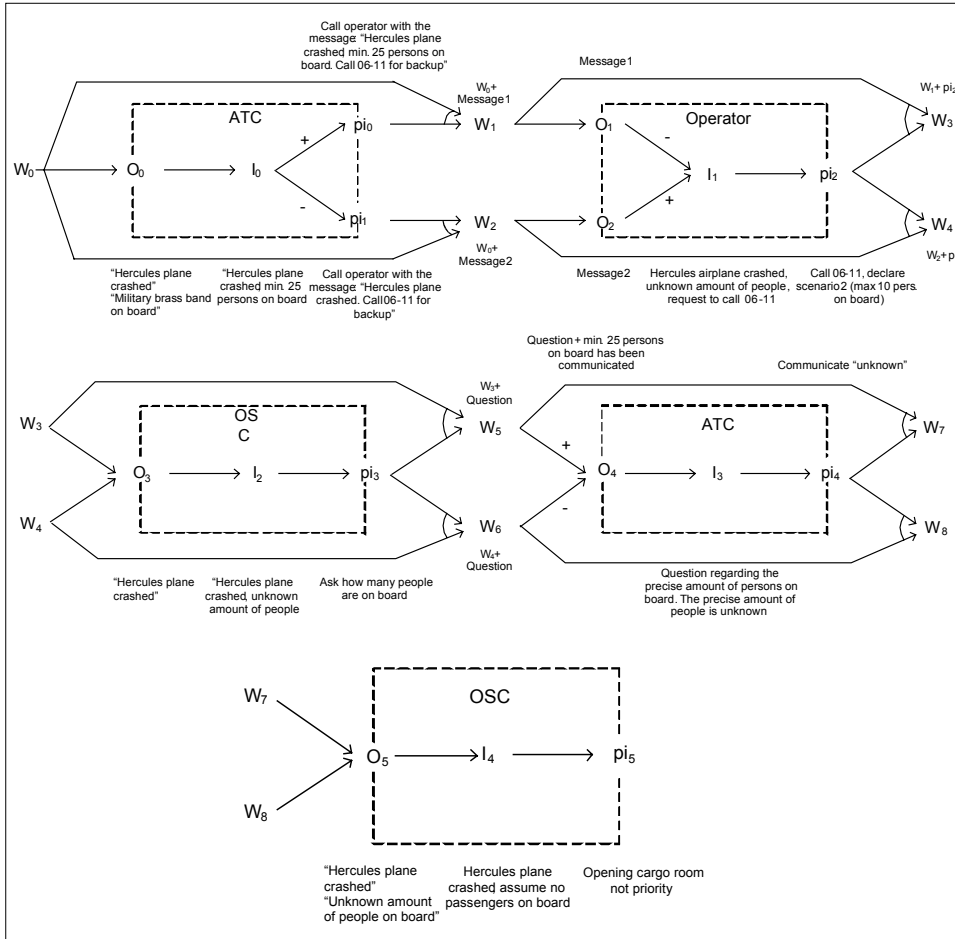 Call operator with the
message: “Hercules plane
crashed, min. 25 persons on
board. Call 06-11 for backup”
Message1
W0+
Message1
W1+ pi2
ATC
Operator
pi0
W1
O1
W3
+
-
W0
O0
I0
I1
pi2
-
+
pi1
W2
O2
W4
W0+
Message2
W2+ p
“Hercules plane
crashed”
“Military brass band
on board”
Hercules plane
crashed, min. 25
persons on board
Call operator with the
message: “Hercules plane
crashed. Call 06-11 for
backup”
Message2
Hercules airplane crashed,
unknown amount of people,
request to call 06-11
Call 06-11, declare
scenario 2 (max 10 pers.
on board)
Question + min. 25 persons
on board has been
communicated
Communicate “unknown”
W3+
Question
W3
OS
C
W5
ATC
W7
+
O3
I2
pi3
O4
I3
pi4
-
W4
W6
W8
W4+
Question
“Hercules plane
crashed”
“Hercules plane
crashed, unknown
amount of people
Ask how many people
are on board
Question regarding the
precise amount of persons on
board. The precise amount of
people is unknown
W7
OSC
O5
I4
pi5
W8
“Hercules plane
crashed”
“Unknown amount
of people on board”
Hercules plane
crashed, assume no
passengers on board
Opening cargo room
not priority